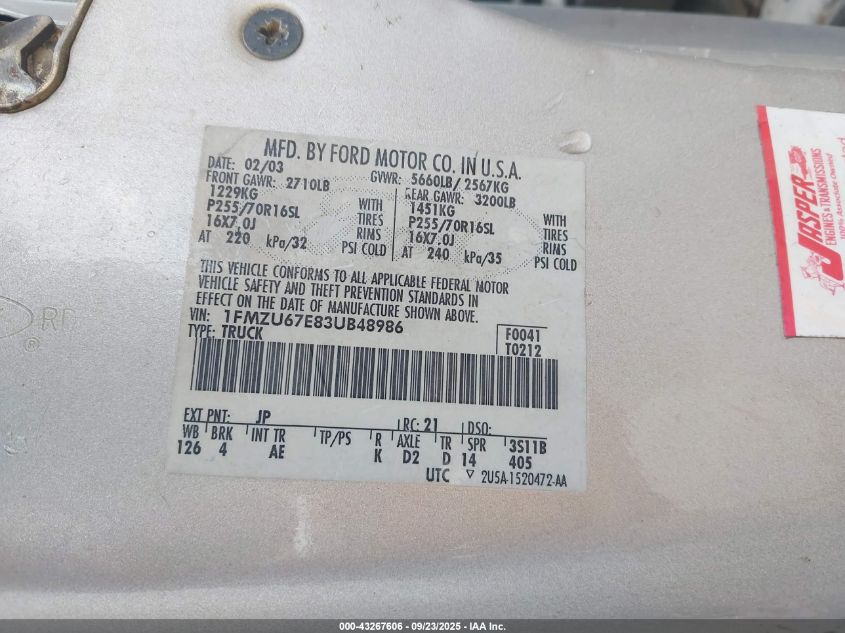 MFD. BY FORD MOTOR CO. IN U.S.A.
DATE: 02/03 GVWR: 5660LB/ 2567KG
FRONT GAWR: 2710LB REAR GAWR: 3200LB
1229KG WITH 1451KG WITH
P255/70R16SL TIRES P255/70R16SL TIRES
16X7.0J RIMS 16X7.0J RIMS
AT 220 kPa/32 PSI COLD AT 240 kPa/35 PSI COLD
THIS VEHICLE CONFORMS TO ALL APPLICABLE FEDERAL MOTOR
VEHICLE SAFETY AND THEFT PREVENTION STANDARDS IN
EFFECT ON THE DATE OF MANUFACTURE SHOWN ABOVE.
VIN: 1FMZU67E83UB48986
TYPE: TRUCK
F0041
T0212
EXT PNT: JP RC: 21 DSO:
WB BRK INT TR TP/PS R AXLE TR SPR 3S11B
126 4 AE K D2 D 14 405
UTC ▽ 2U5A-1520472-AA
RF
®
JASPER
ENGINES & TRANSMISSIONS
100% Associate Owned
000-43267606 - 09/23/2025 - IAA Inc.